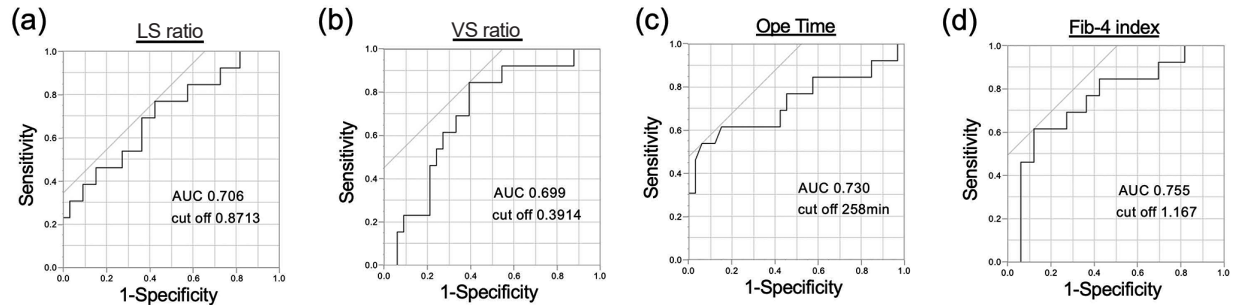 (a)
LS ratio
1.0
0.8
0.6
0.4
0.2
0.0
Sensitivity
AUC 0.706
cut off 0.8713
0.0 0.2 0.4 0.6 0.8 1.0
1-Specificity
(b)
VS ratio
1.0
0.8
0.6
0.4
0.2
0.0
Sensitivity
AUC 0.699
cut off 0.3914
0.0 0.2 0.4 0.6 0.8 1.0
1-Specificity
(c)
Ope Time
1.0
0.8
0.6
0.4
0.2
0.0
Sensitivity
AUC 0.730
cut off 258min
0.0 0.2 0.4 0.6 0.8 1.0
1-Specificity
(d)
Fib-4 index
1.0
0.8
0.6
0.4
0.2
0.0
Sensitivity
AUC 0.755
cut off 1.167
0.0 0.2 0.4 0.6 0.8 1.0
1-Specificity